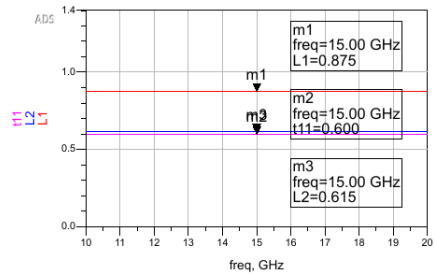 ADS
1.4
1.0
0.5
0.0
t11
L2
L1
m1
freq=15.00 GHz
L1=0.875
m1
m2
freq=15.00 GHz
t11=0.600
m3
freq=15.00 GHz
L2=0.615
10 11 12 13 14 15 16 17 18 19 20
freq, GHz